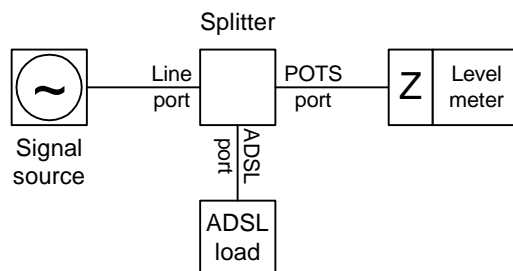 Splitter
~
Line
port
POTS
port
Z
Level
meter
Signal
source
ADSL
port
ADSL
load